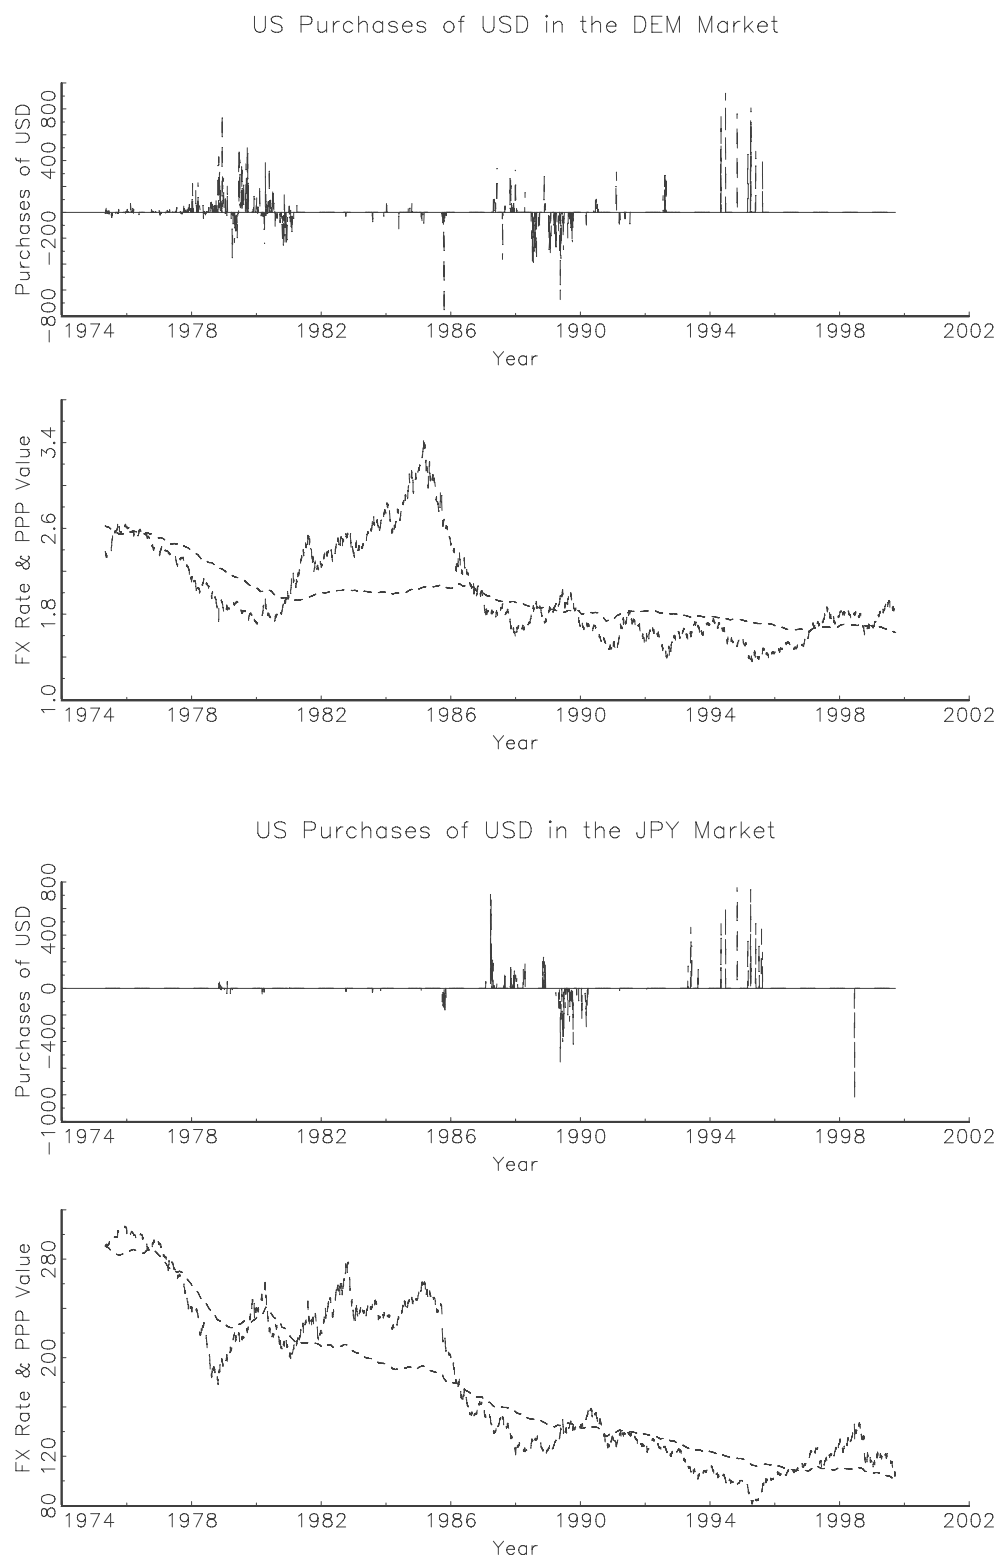 US Purchases of USD in the DEM Market
Purchases of USD
800
400
-200
-800
1974 1978 1982 1986 1990 1994 1998 2002
Year
FX Rate & PPP Value
3.4
2.6
1.8
1.0
1974 1978 1982 1986 1990 1994 1998 2002
Year
US Purchases of USD in the JPY Market
Purchases of USD
800
400
0
-400
-1000
1974 1978 1982 1986 1990 1994 1998 2002
Year
FX Rate & PPP Value
280
200
120
80
1974 1978 1982 1986 1990 1994 1998 2002
Year